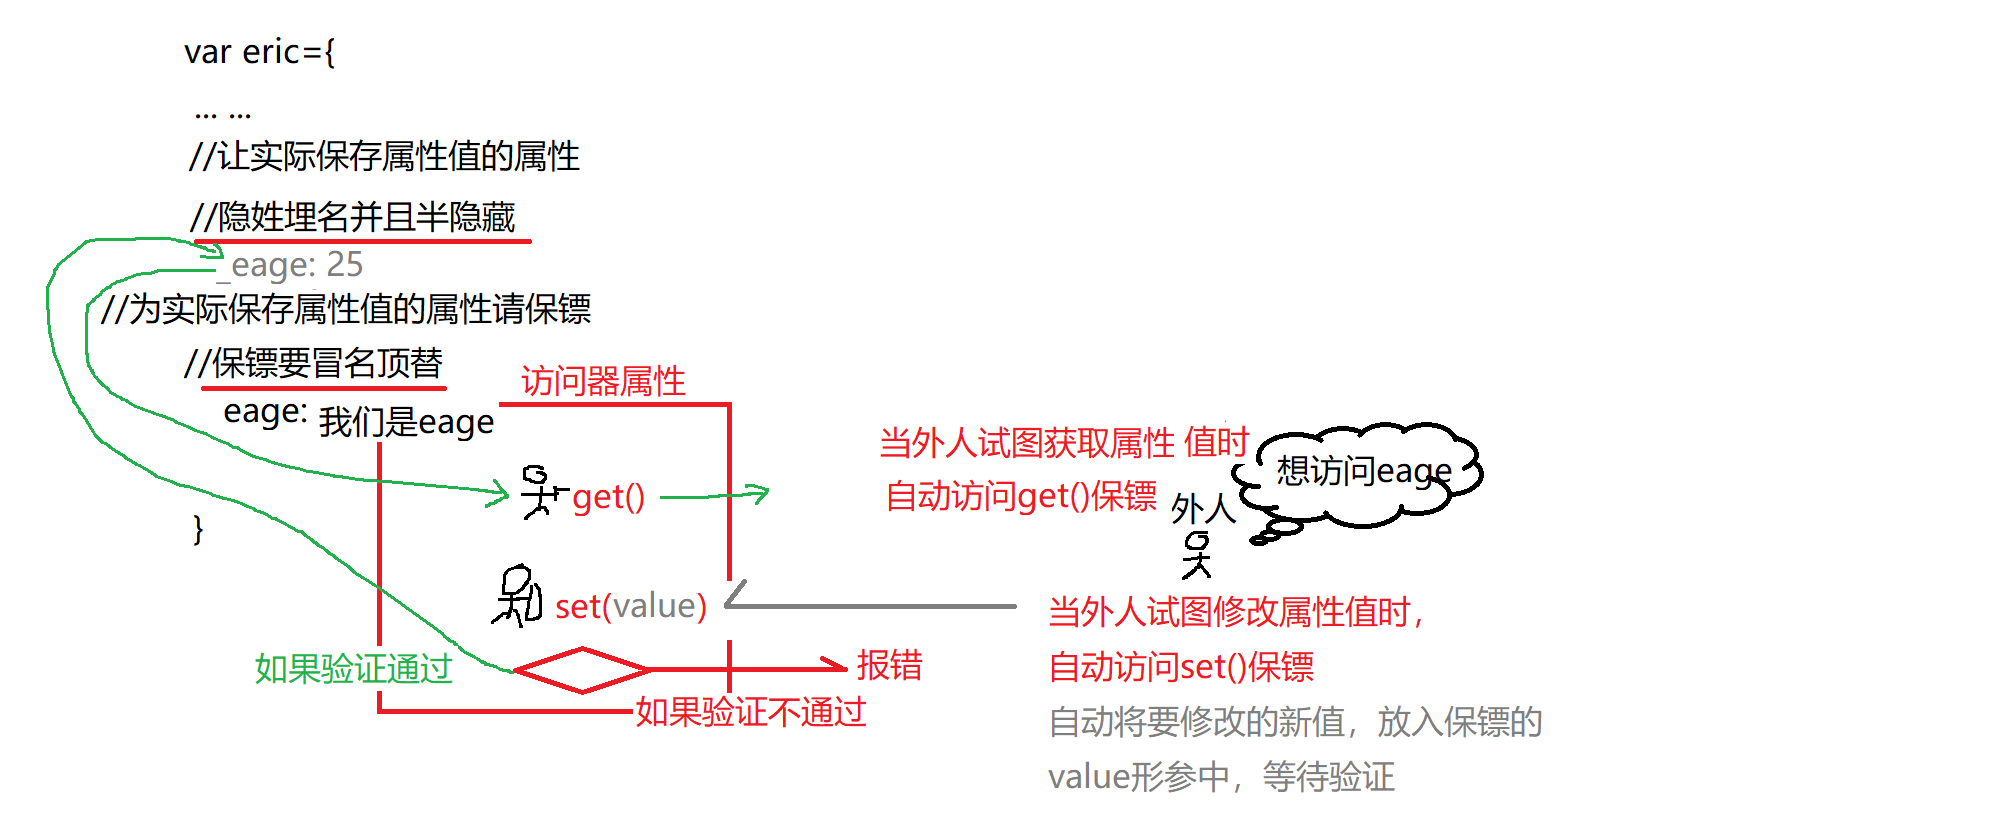 var eric={
... ...
//让实际保存属性值的属性
//隐姓埋名并且半隐藏
_eage: 25
//为实际保存属性值的属性请保镖
//保镖要冒名顶替
访问器属性
eage: 我们是eage
当外人试图获取属性 值时
想访问eage
get()
自动访问get()保镖
外人
}
set(value)
当外人试图修改属性值时，
如果验证通过
报错
自动访问set()保镖
如果验证不通过
自动将要修改的新值，放入保镖的
value形参中，等待验证